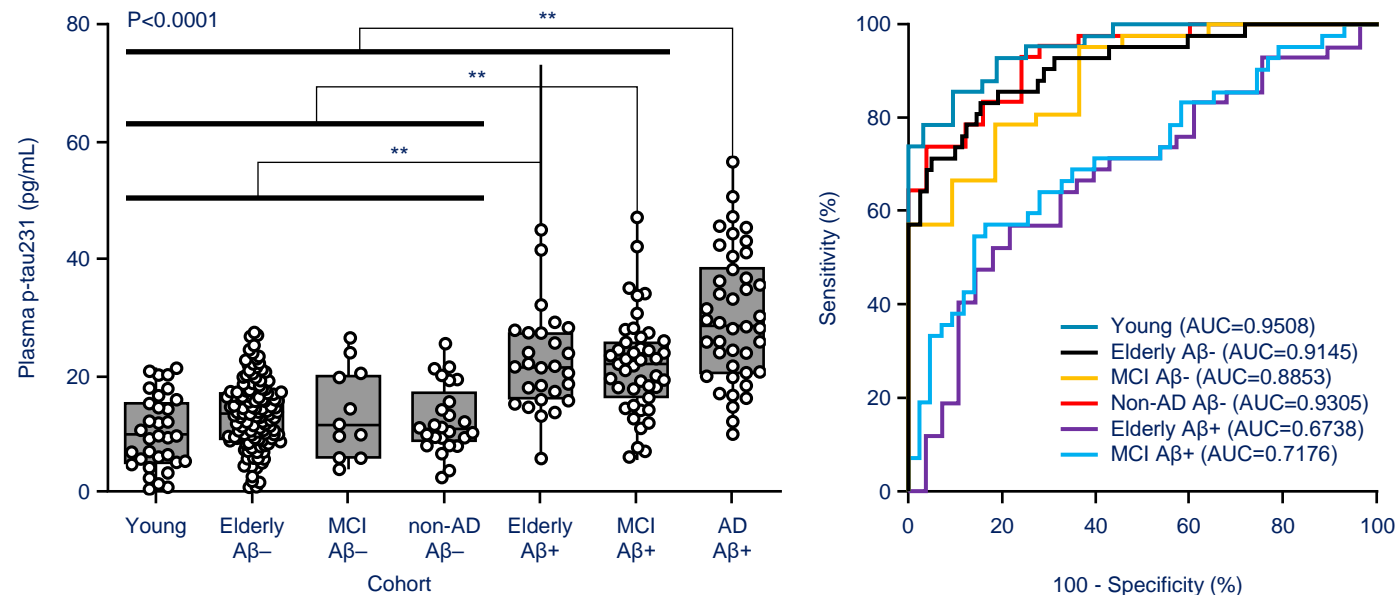 P<0.0001
**
**
**
80
60
40
20
0
Plasma p-tau231 (pg/mL)
Young
Elderly
Aβ–
MCI
Aβ–
non-AD
Aβ–
Elderly
Aβ+
MCI
Aβ+
AD
Aβ+
Cohort
100
80
60
40
20
0
Sensitivity (%)
Young (AUC=0.9508)
Elderly Aβ- (AUC=0.9145)
MCI Aβ- (AUC=0.8853)
Non-AD Aβ- (AUC=0.9305)
Elderly Aβ+ (AUC=0.6738)
MCI Aβ+ (AUC=0.7176)
0 20 40 60 80 100
100 - Specificity (%)